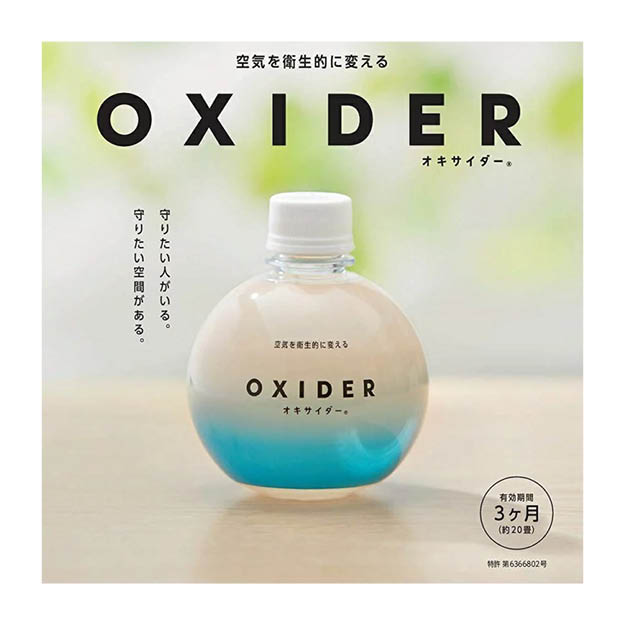 空気を衛生的に変える
OXIDER
オキサイダー®
守りたい人がいる。
守りたい空間がある。
空気を衛生的に変える
OXIDER
オキサイダー®
有効期間
3ヶ月
(約20畳)
特許 第6366802号